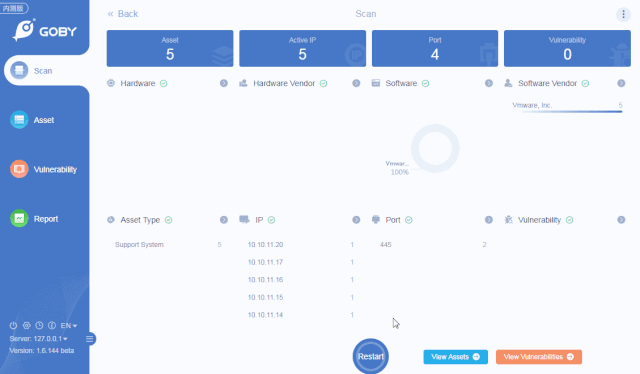 内测版
GOBY
Scan
Asset
Vulnerability
Report
EN
Server: 127.0.0.1
Version: 1.6.144 beta
« Back
Scan
Asset
5
Active IP
5
Port
4
Vulnerability
0
Hardware
Hardware Vendor
Software
Software Vendor
Vmwar...
100%
Vmware, Inc. 5
Asset Type
Support System 5
IP
10.10.11.20 1
10.10.11.17 1
10.10.11.16 1
10.10.11.15 1
10.10.11.14 1
Port
445 2
Vulnerability
Restart
View Assets
View Vulnerabilities